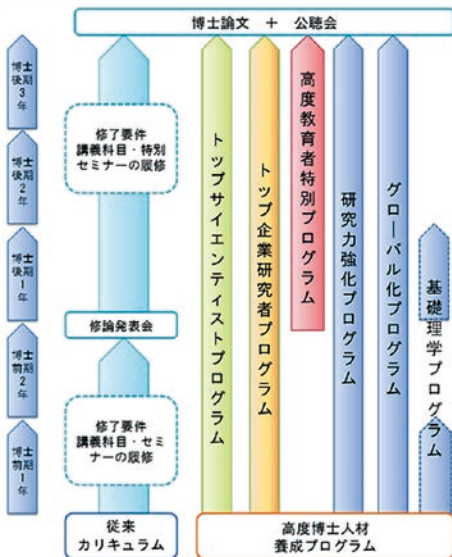 博士論文 + 公聴会
博士後期3年
博士後期2年
博士後期1年
博士前期2年
博士前期1年
修了要件
講義科目・特別
セミナーの履修
修論発表会
修了要件
講義科目・セミ
ナーの履修
従来
カリキュラム
トップサイエンティストプログラム
トップ企業研究者プログラム
高度教育者特別プログラム
研究力強化プログラム
グローバル化プログラム
基礎理学プログラム
高度博士人材
養成プログラム